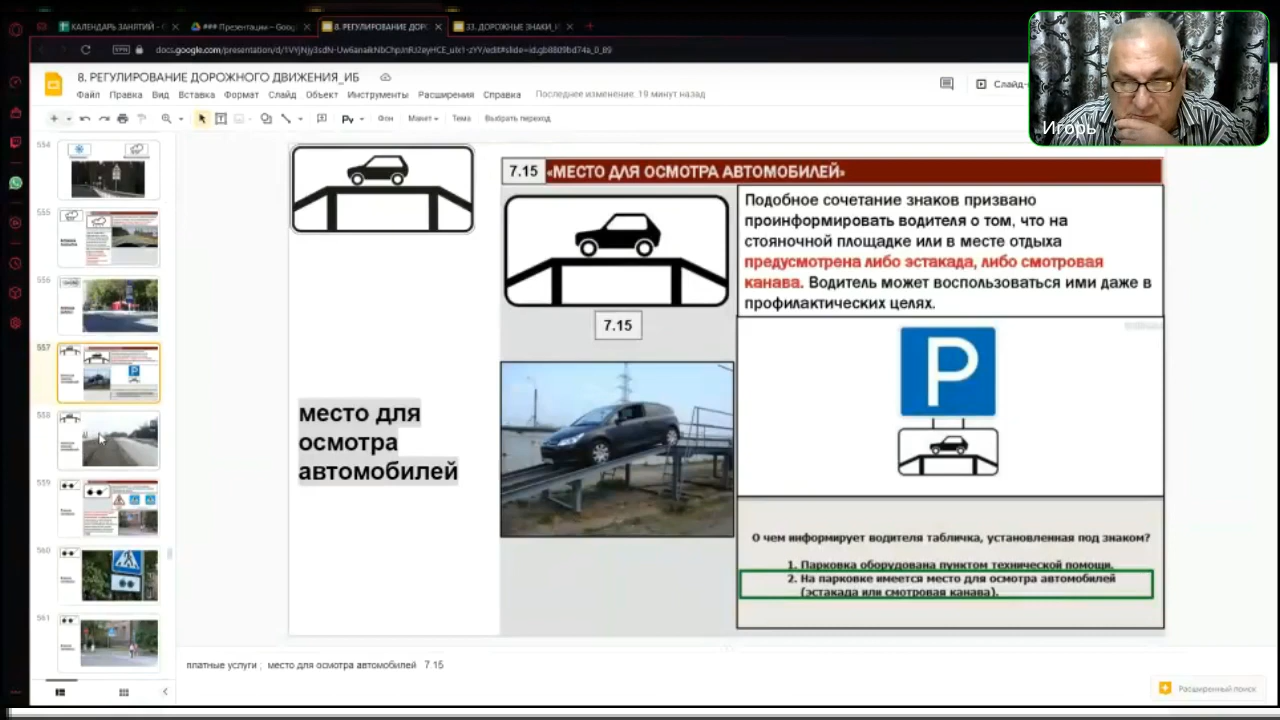 КАЛЕНДАРЬ ЗАНЯТИЙ -
### Презентации – Goog
8. РЕГУЛИРОВАНИЕ ДОРО
33. ДОРОЖНЫЕ ЗНАКИ_
8. РЕГУЛИРОВАНИЕ ДОРОЖНОГО ДВИЖЕНИЯ_ИБ
Файл Правка Вид Вставка Формат Слайд Объект Инструменты Расширения Справка Последнее изменение: 19 минут назад
Слайд-
Игорь
Фон Макет Тема Выбрать переход
554
555
556
557
558
559
560
561
7.15 «МЕСТО ДЛЯ ОСМОТРА АВТОМОБИЛЕЙ»
Подобное сочетание знаков призвано
проинформировать водителя о том, что на
стояночной площадке или в месте отдыха
предусмотрена либо эстакада, либо смотровая
канава. Водитель может воспользоваться ими даже в
профилактических целях.
7.15
P
место для
осмотра
автомобилей
О чем информирует водителя табличка, установленная под знаком?
1. Парковка оборудована пунктом технической помощи.
2. На парковке имеется место для осмотра автомобилей
(эстакада или смотровая канава).
платные услуги ; место для осмотра автомобилей 7.15
Расширенный поиск